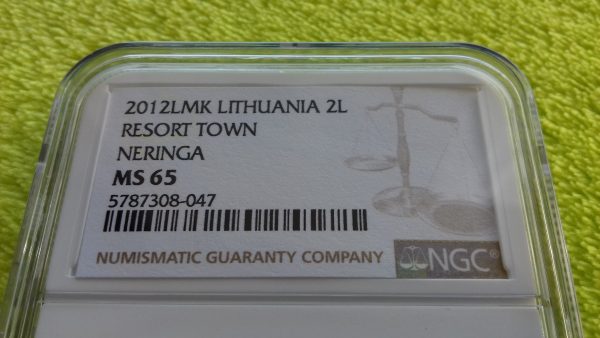 2012LMK LITHUANIA 2L
RESORT TOWN
NERINGA
MS 65
5787308-047
NUMISMATIC GUARANTY COMPANY NGC®